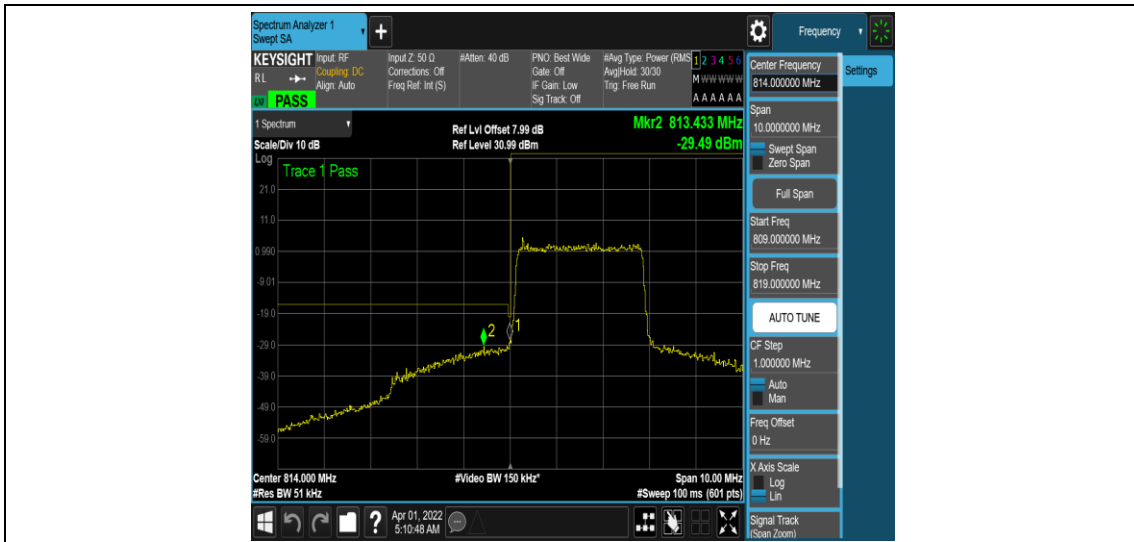 Spectrum Analyzer 1
Swept SA
+
Frequency
KEYSIGHT
RL
Input: RF
Coupling: DC
Align: Auto
Input Z: 50 Ω
Corrections: Off
Freq Ref: Int (S)
#Atten: 40 dB
PNO: Best Wide
Gate: Off
IF Gain: Low
Sig Track: Off
#Avg Type: Power (RMS
Avg|Hold: 30/30
Trig: Free Run
1 2 3 4 5 6
M W W W W W
A A A A A A
LXI
PASS
1 Spectrum
Scale/Div 10 dB
Ref Lvl Offset 7.99 dB
Ref Level 30.99 dBm
Mkr2 813.433 MHz
-29.49 dBm
Log
Trace 1 Pass
21.0
11.0
0.990
-9.01
-19.0
-29.0
-39.0
-49.0
-59.0
2
1
Center 814.000 MHz
#Res BW 51 kHz
#Video BW 150 kHz*
Span 10.00 MHz
#Sweep 100 ms (601 pts)
Center Frequency
814.000000 MHz
Settings
Span
10.0000000 MHz
Swept Span
Zero Span
Full Span
Start Freq
809.000000 MHz
Stop Freq
819.000000 MHz
AUTO TUNE
CF Step
1.000000 MHz
Auto
Man
Freq Offset
0 Hz
X Axis Scale
Log
Lin
Signal Track
(Span Zoom)
?
Apr 01, 2022
5:10:48 AM